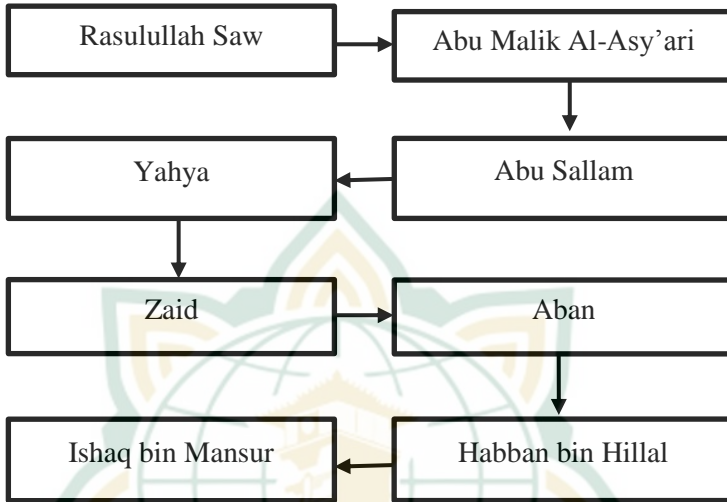 Rasulullah Saw
Abu Malik Al-Asy’ari
Yahya
Abu Sallam
Zaid
Aban
Ishaq bin Mansur
Habban bin Hillal